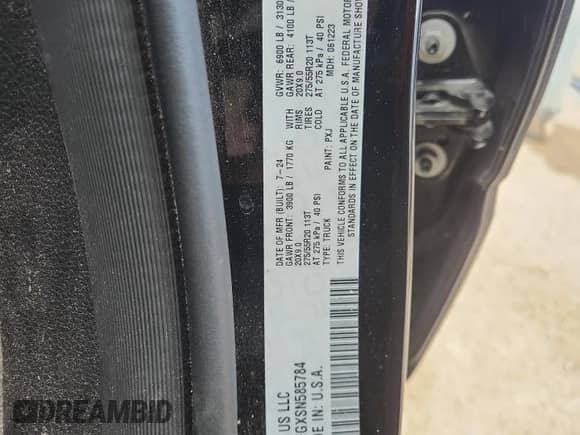 US LLC
DATE OF MFR (BUILT): 7-24
GVWR: 6900 LB / 3130
GAWR FRONT: 3900 LB / 1770 KG WITH
GAWR REAR: 4100 LB /
20X9.0 RIMS
20X9.0
275/55R20 113T TIRES
275/55R20 113T
AT 275 kPa / 40 PSI COLD
AT 275 kPa / 40 PSI
TYPE: TRUCK
PAINT: PXJ
MDH: 061223
THIS VEHICLE CONFORMS TO ALL APPLICABLE U.S.A. FEDERAL MOTOR
STANDARDS IN EFFECT ON THE DATE OF MANUFACTURE SHOW
GXSN585784
DE IN: U.S.A.
DREAMBID